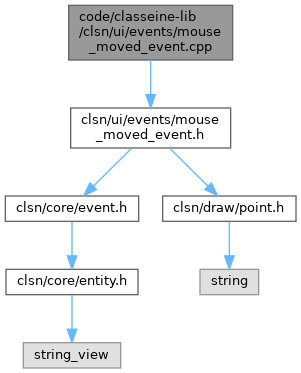 code/classeine-lib
/clsn/ui/events/mouse
_moved_event.cpp
clsn/ui/events/mouse
_moved_event.h
clsn/core/event.h
clsn/draw/point.h
clsn/core/entity.h
string
string_view